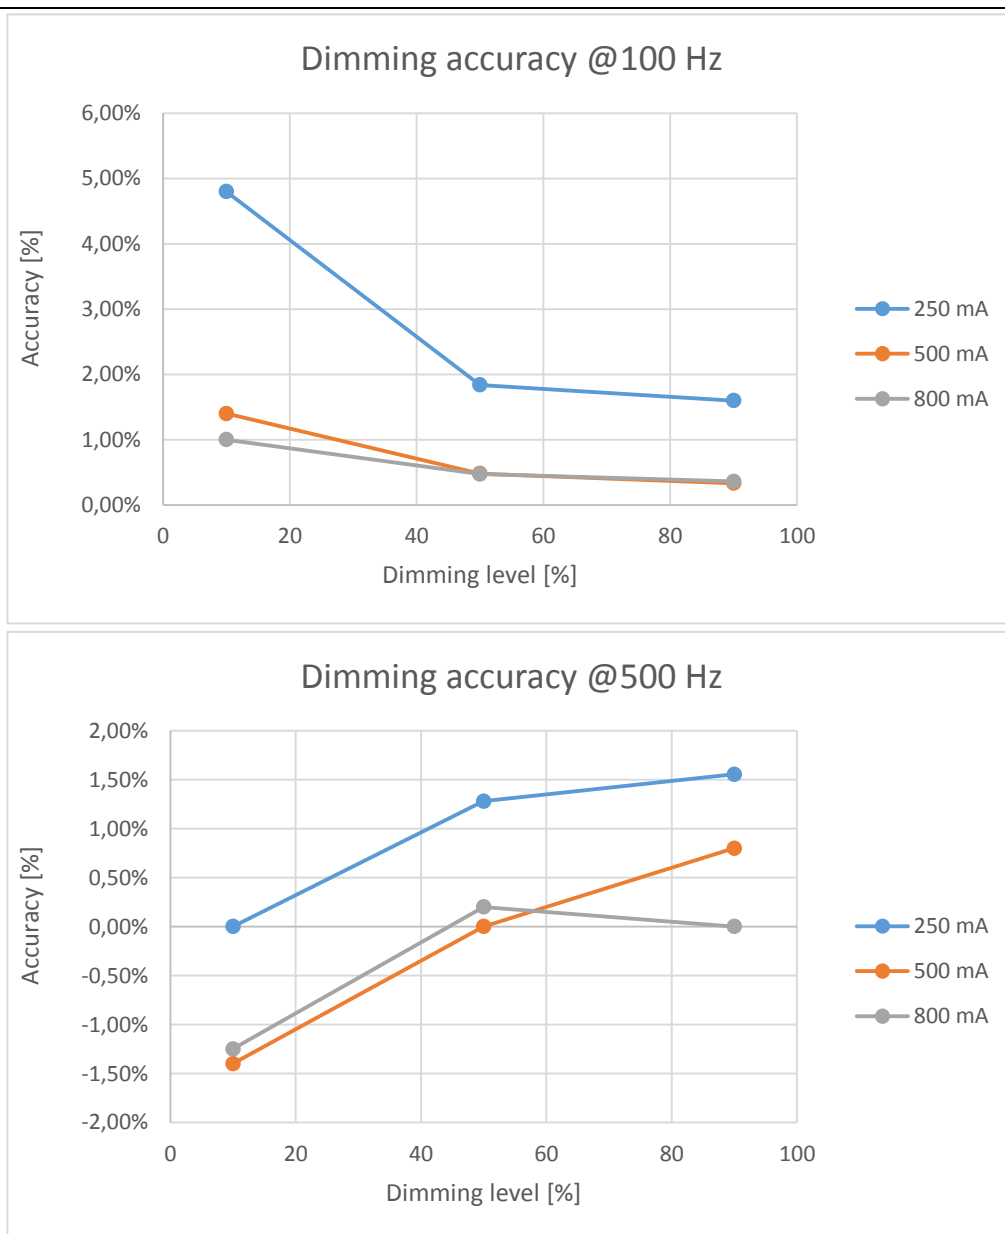 Dimming accuracy @100 Hz
6,00%
5,00%
4,00%
3,00%
2,00%
1,00%
0,00%
Accuracy [%]
0 20 40 60 80 100
Dimming level [%]
250 mA
500 mA
800 mA
Dimming accuracy @500 Hz
2,00%
1,50%
1,00%
0,50%
0,00%
-0,50%
-1,00%
-1,50%
-2,00%
Accuracy [%]
0 20 40 60 80 100
Dimming level [%]
250 mA
500 mA
800 mA